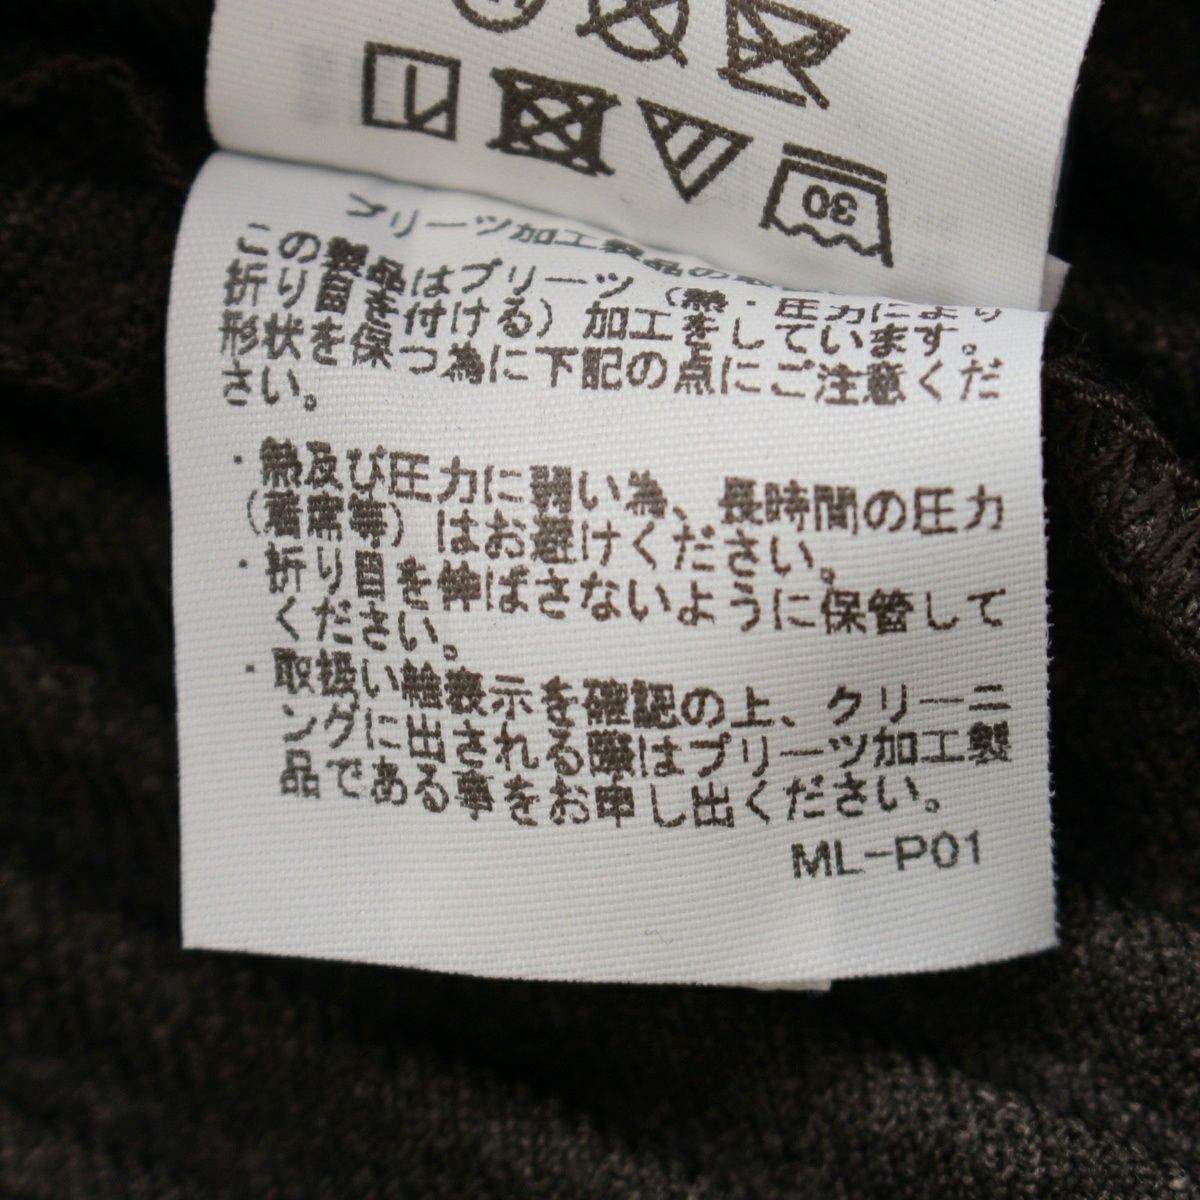 30
プリーツ加工製品の
この製品はプリーツ（熱・圧力により
折り目を付ける）加工をしています。
形状を保つ為に下記の点にご注意くだ
さい。
・熱及び圧力に弱い為、長時間の圧力
（着席等）はお避けください。
・折り目を伸ばさないように保管して
ください。
・取扱い絵表示を確認の上、クリーニ
ングに出される際はプリーツ加工製
品である事をお申し出ください。
ML-P01